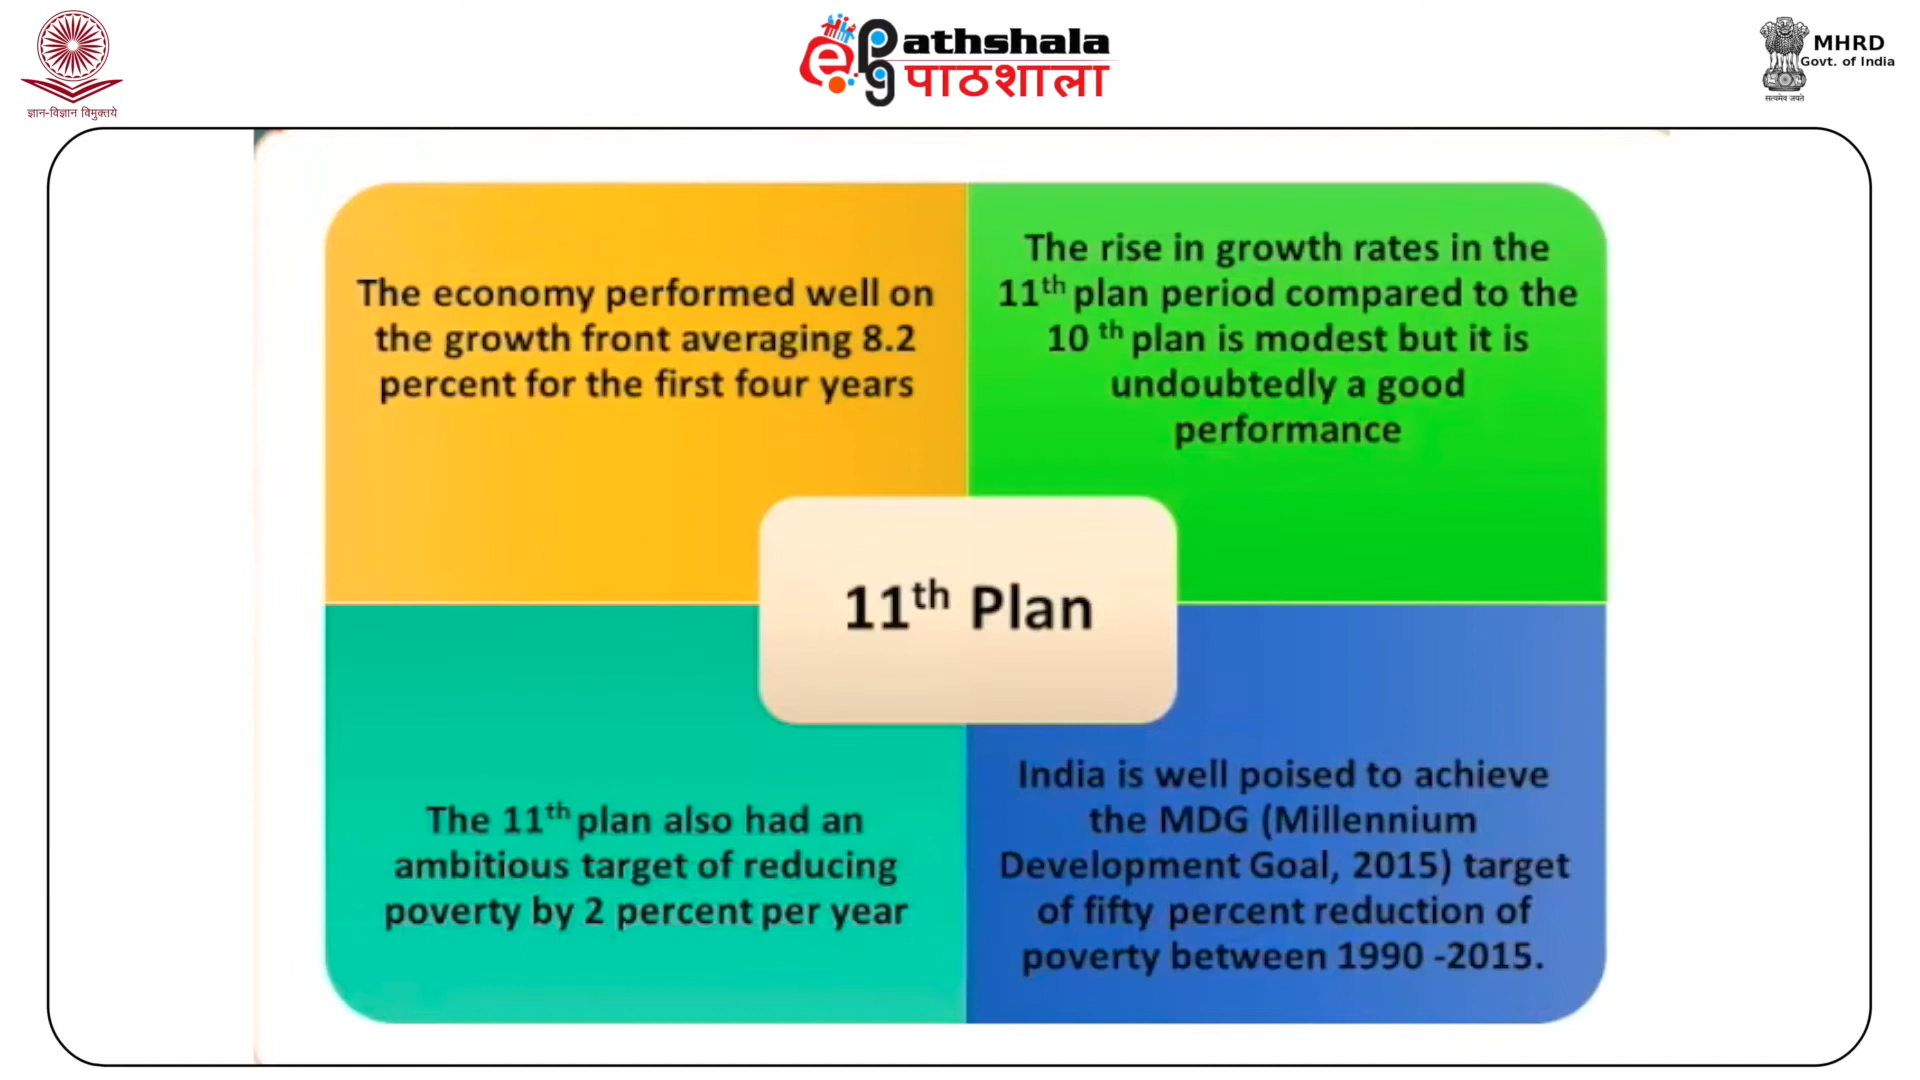 ज्ञान-विज्ञान विमुक्तये
e pg athshala
पाठशाला
MHRD
Govt. of India
सत्यमेव जयते
The economy performed well on
the growth front averaging 8.2
percent for the first four years
The rise in growth rates in the
11th plan period compared to the
10 th plan is modest but it is
undoubtedly a good
performance
11th Plan
The 11th plan also had an
ambitious target of reducing
poverty by 2 percent per year
India is well poised to achieve
the MDG (Millennium
Development Goal, 2015) target
of fifty percent reduction of
poverty between 1990 -2015.